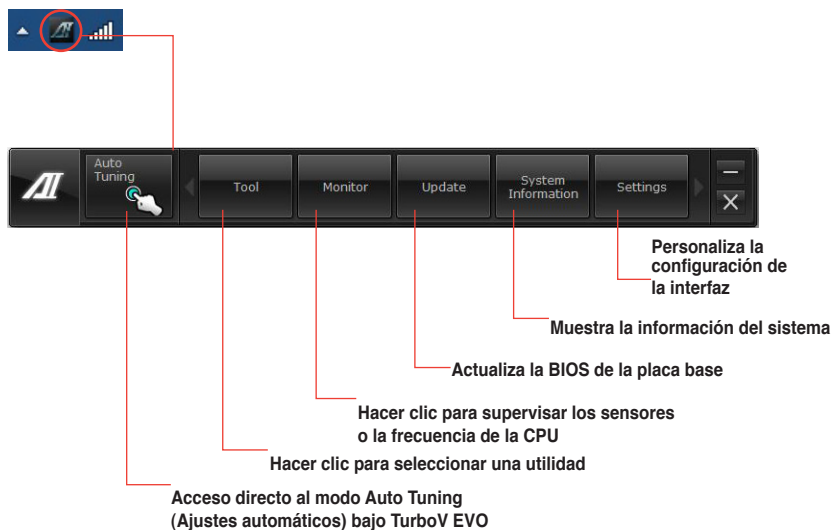 Auto
Tuning
Tool
Monitor
Update
System
Information
Settings
Personaliza la
configuración de
la interfaz
Muestra la información del sistema
Actualiza la BIOS de la placa base
Hacer clic para supervisar los sensores
o la frecuencia de la CPU
Hacer clic para seleccionar una utilidad
Acceso directo al modo Auto Tuning
(Ajustes automáticos) bajo TurboV EVO